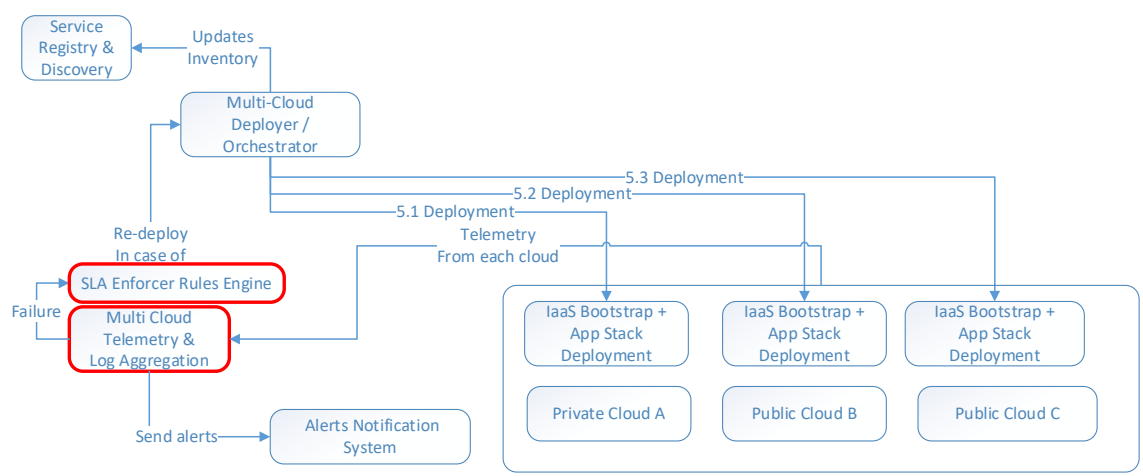 Service
Registry &
Discovery
Updates
Inventory
Multi-Cloud
Deployer /
Orchestrator
5.3 Deployment
5.2 Deployment
5.1 Deployment
Telemetry
From each cloud
Re-deploy
In case of
SLA Enforcer Rules Engine
Failure
Multi Cloud
Telemetry &
Log Aggregation
Send alerts
Alerts Notification
System
IaaS Bootstrap +
App Stack
Deployment
IaaS Bootstrap +
App Stack
Deployment
IaaS Bootstrap +
App Stack
Deployment
Private Cloud A
Public Cloud B
Public Cloud C